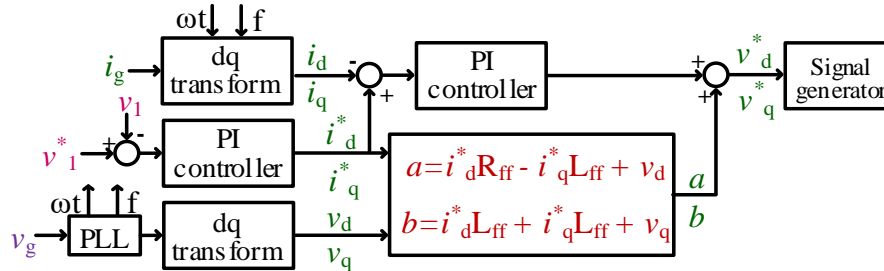 ωt f
i_g
dq
transform
i_d
i_q
-
+
PI
controller
+
+
v*_d
v*_q
Signal
generator
v_1
v*_1
+
-
PI
controller
i*_d
i*_q
a=i*_dR_ff - i*_qL_ff + v_d
b=i*_dL_ff + i*_qL_ff + v_q
a
b
ωt f
v_g
PLL
dq
transform
v_d
v_q